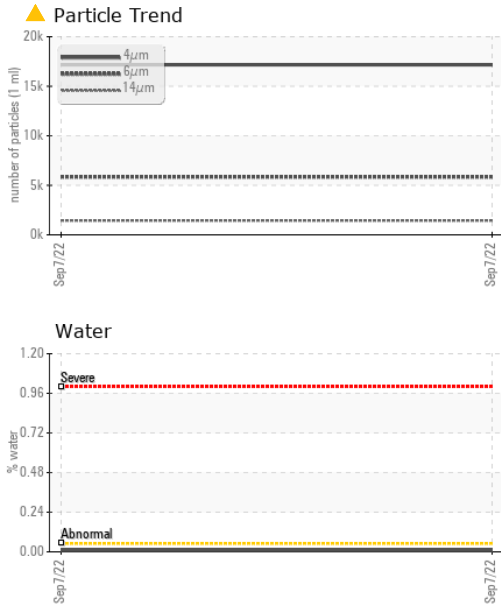 Particle Trend
20k
15k
10k
5k
0k
number of particles (1 ml)
4μm
6μm
14μm
Sep7/22
Sep7/22
Water
1.20
0.96
0.72
0.48
0.24
0.00
% water
Severe
Abnormal
Sep7/22
Sep7/22